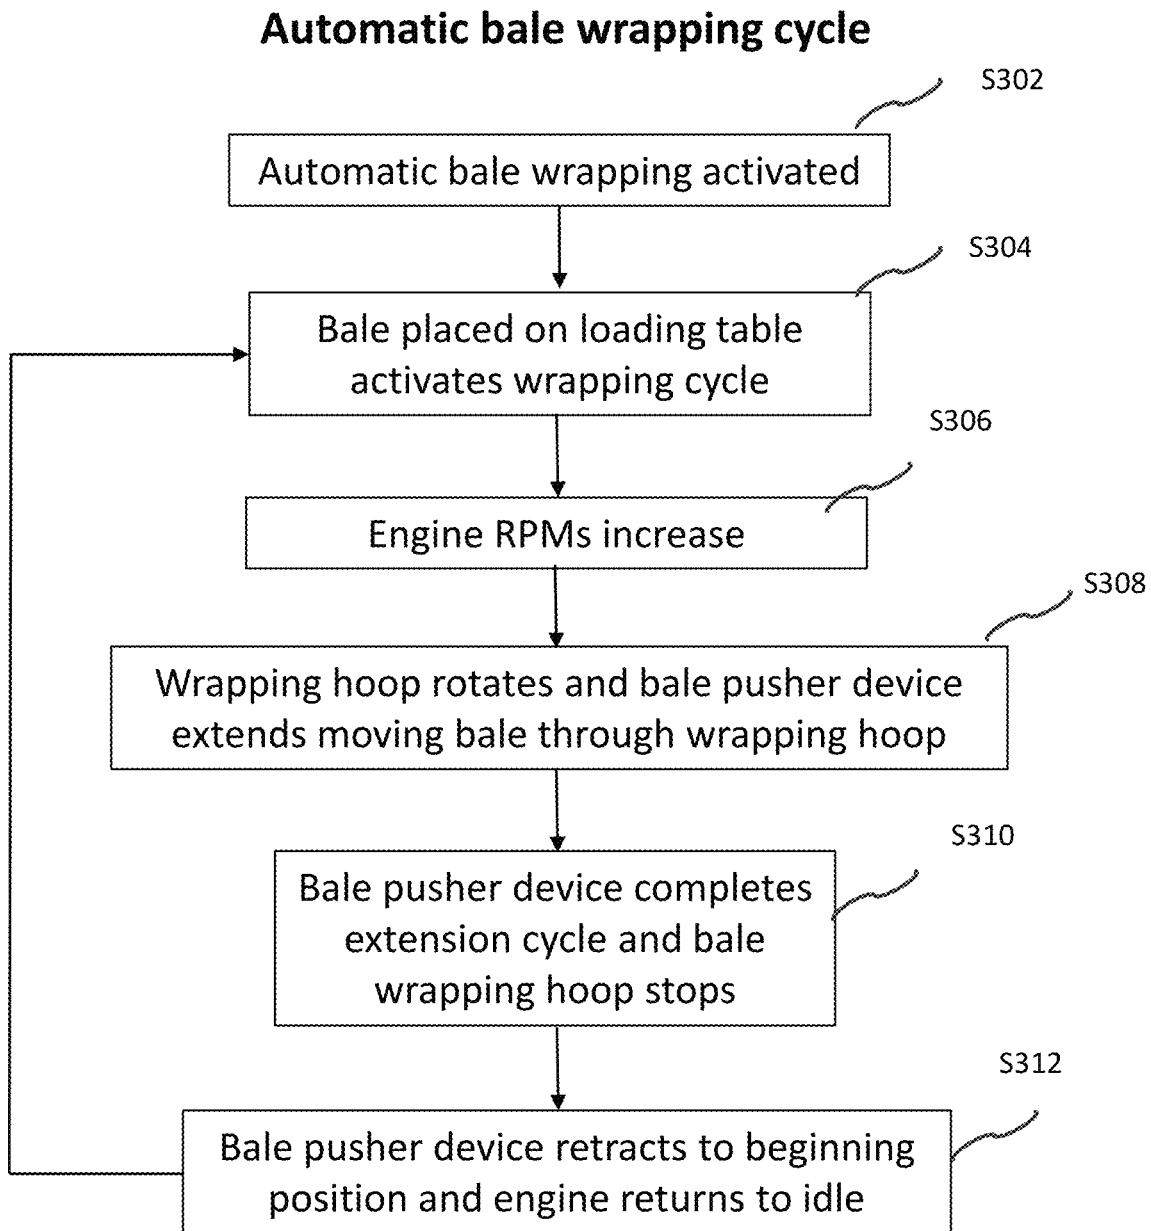 Automatic bale wrapping cycle
S302
Automatic bale wrapping activated
S304
Bale placed on loading table
activates wrapping cycle
S306
Engine RPMs increase
S308
Wrapping hoop rotates and bale pusher device
extends moving bale through wrapping hoop
S310
Bale pusher device completes
extension cycle and bale
wrapping hoop stops
S312
Bale pusher device retracts to beginning
position and engine returns to idle